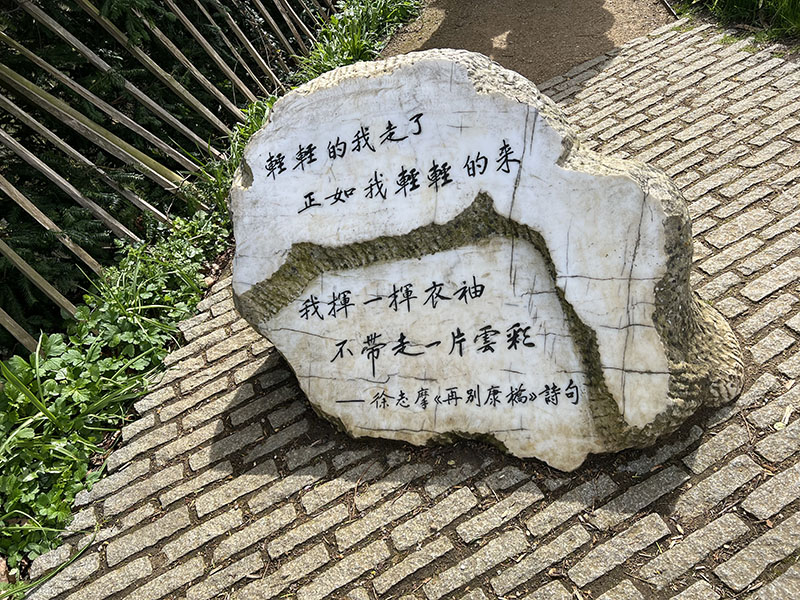 輕輕的我走了
正如我輕輕的来
我揮一揮衣袖
不帶走一片雲彩
——徐志摩《再别康橋》詩句